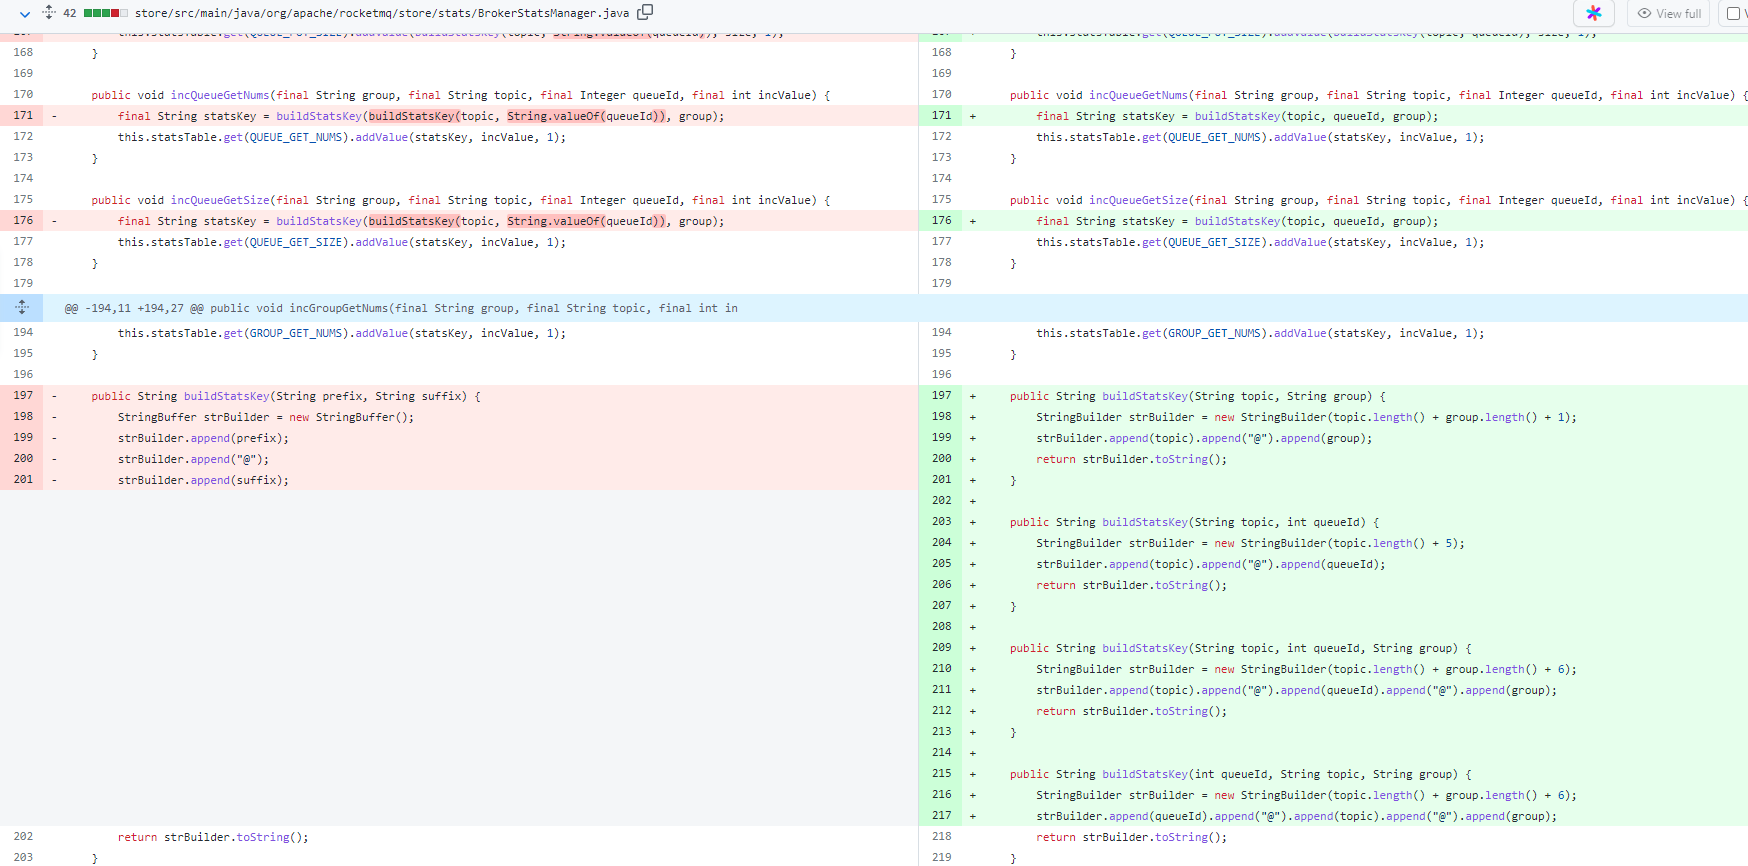 42 store/src/main/java/org/apache/rocketmq/store/stats/BrokerStatsManager.java View full
168 }
169
170 public void incQueueGetNums(final String group, final String topic, final Integer queueId, final int incValue) {
171 - final String statsKey = buildStatsKey(buildStatsKey(topic, String.valueOf(queueId)), group);
172 this.statsTable.get(QUEUE_GET_NUMS).addValue(statsKey, incValue, 1);
173 }
174
175 public void incQueueGetSize(final String group, final String topic, final Integer queueId, final int incValue) {
176 - final String statsKey = buildStatsKey(buildStatsKey(topic, String.valueOf(queueId)), group);
177 this.statsTable.get(QUEUE_GET_SIZE).addValue(statsKey, incValue, 1);
178 }
179
@@ -194,11 +194,27 @@ public void incGroupGetNums(final String group, final String topic, final int in
194 this.statsTable.get(GROUP_GET_NUMS).addValue(statsKey, incValue, 1);
195 }
196
197 - public String buildStatsKey(String prefix, String suffix) {
198 - StringBuffer strBuilder = new StringBuffer();
199 - strBuilder.append(prefix);
200 - strBuilder.append("@");
201 - strBuilder.append(suffix);
202 return strBuilder.toString();
203 }
168 }
169
170 public void incQueueGetNums(final String group, final String topic, final Integer queueId, final int incValue) {
171 + final String statsKey = buildStatsKey(topic, queueId, group);
172 this.statsTable.get(QUEUE_GET_NUMS).addValue(statsKey, incValue, 1);
173 }
174
175 public void incQueueGetSize(final String group, final String topic, final Integer queueId, final int incValue) {
176 + final String statsKey = buildStatsKey(topic, queueId, group);
177 this.statsTable.get(QUEUE_GET_SIZE).addValue(statsKey, incValue, 1);
178 }
179
194 this.statsTable.get(GROUP_GET_NUMS).addValue(statsKey, incValue, 1);
195 }
196
197 + public String buildStatsKey(String topic, String group) {
198 + StringBuilder strBuilder = new StringBuilder(topic.length() + group.length() + 1);
199 + strBuilder.append(topic).append("@").append(group);
200 + return strBuilder.toString();
201 + }
202 +
203 + public String buildStatsKey(String topic, int queueId) {
204 + StringBuilder strBuilder = new StringBuilder(topic.length() + 5);
205 + strBuilder.append(topic).append("@").append(queueId);
206 + return strBuilder.toString();
207 + }
208 +
209 + public String buildStatsKey(String topic, int queueId, String group) {
210 + StringBuilder strBuilder = new StringBuilder(topic.length() + group.length() + 6);
211 + strBuilder.append(topic).append("@").append(queueId).append("@").append(group);
212 + return strBuilder.toString();
213 + }
214 +
215 + public String buildStatsKey(int queueId, String topic, String group) {
216 + StringBuilder strBuilder = new StringBuilder(topic.length() + group.length() + 6);
217 + strBuilder.append(queueId).append("@").append(topic).append("@").append(group);
218 return strBuilder.toString();
219 }